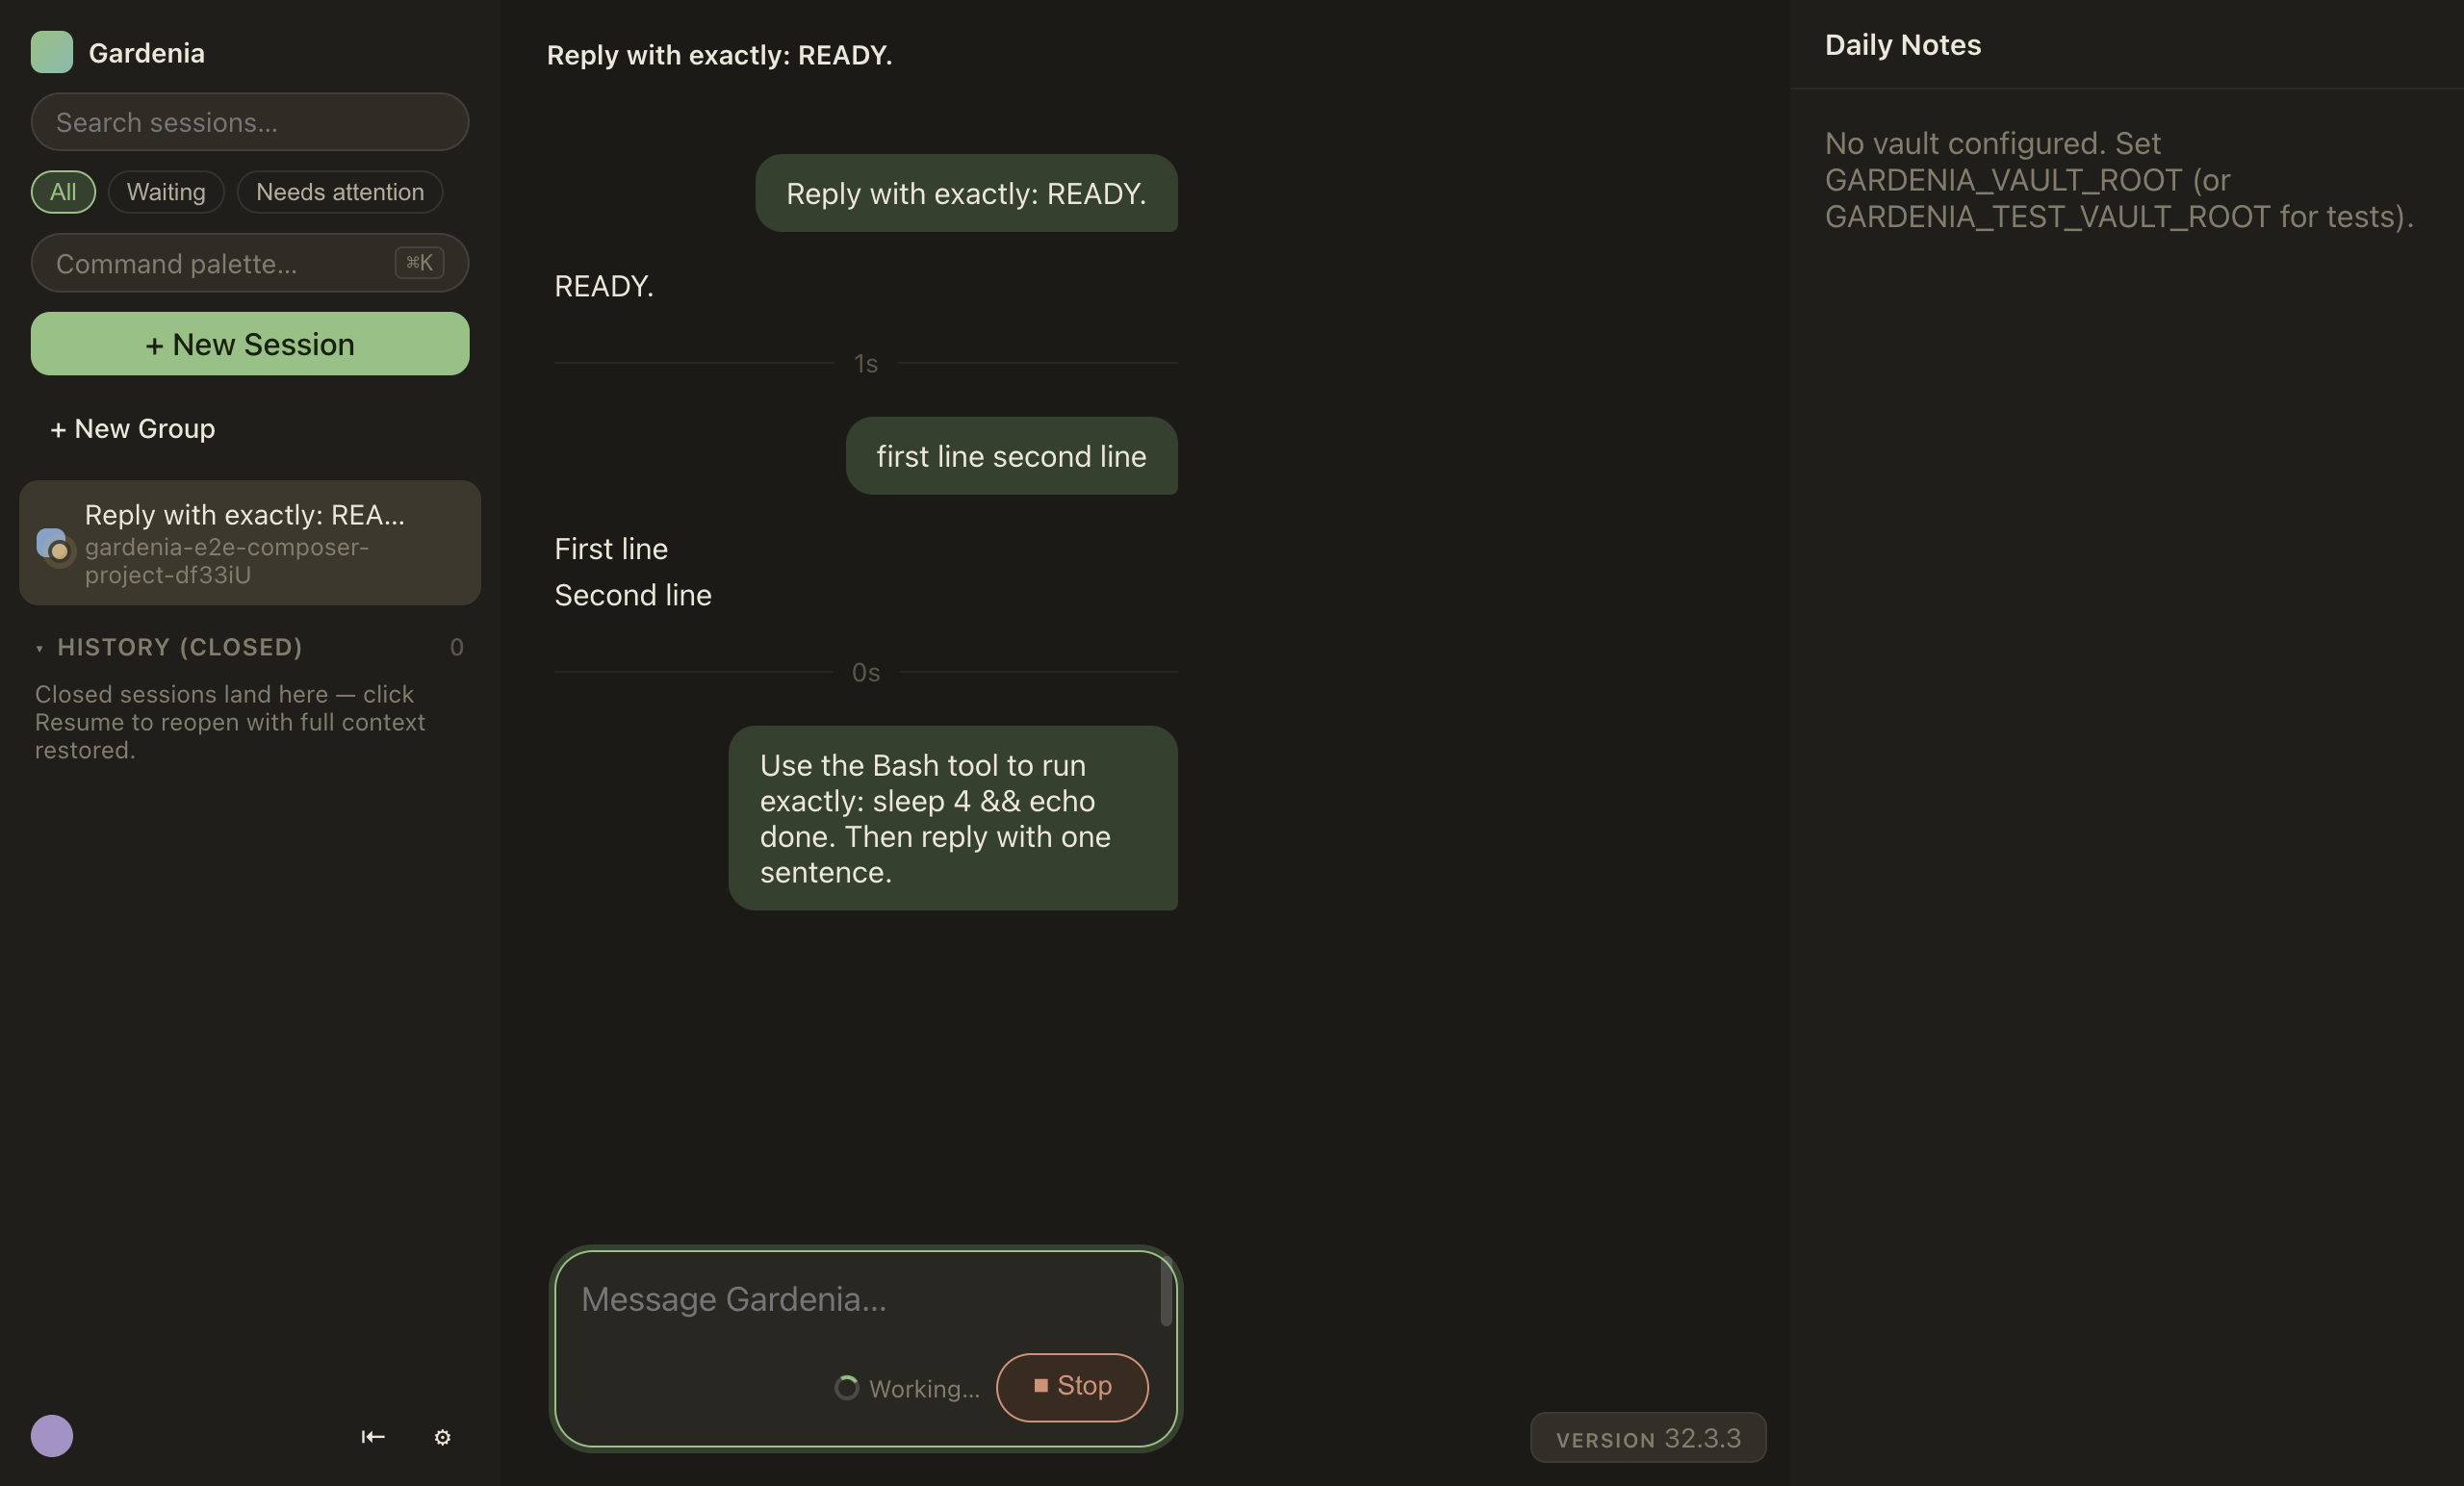 Gardenia
Search sessions...
All
Waiting
Needs attention
Command palette...
⌘K
+ New Session
+ New Group
Reply with exactly: REA...
gardenia-e2e-composer-
project-df33iU
HISTORY (CLOSED)
0
Closed sessions land here — click
Resume to reopen with full context
restored.
Reply with exactly: READY.
Reply with exactly: READY.
READY.
1s
first line second line
First line
Second line
0s
Use the Bash tool to run
exactly: sleep 4 && echo
done. Then reply with one
sentence.
Message Gardenia...
Working...
Stop
VERSION 32.3.3
Daily Notes
No vault configured. Set
GARDENIA_VAULT_ROOT (or
GARDENIA_TEST_VAULT_ROOT for tests).